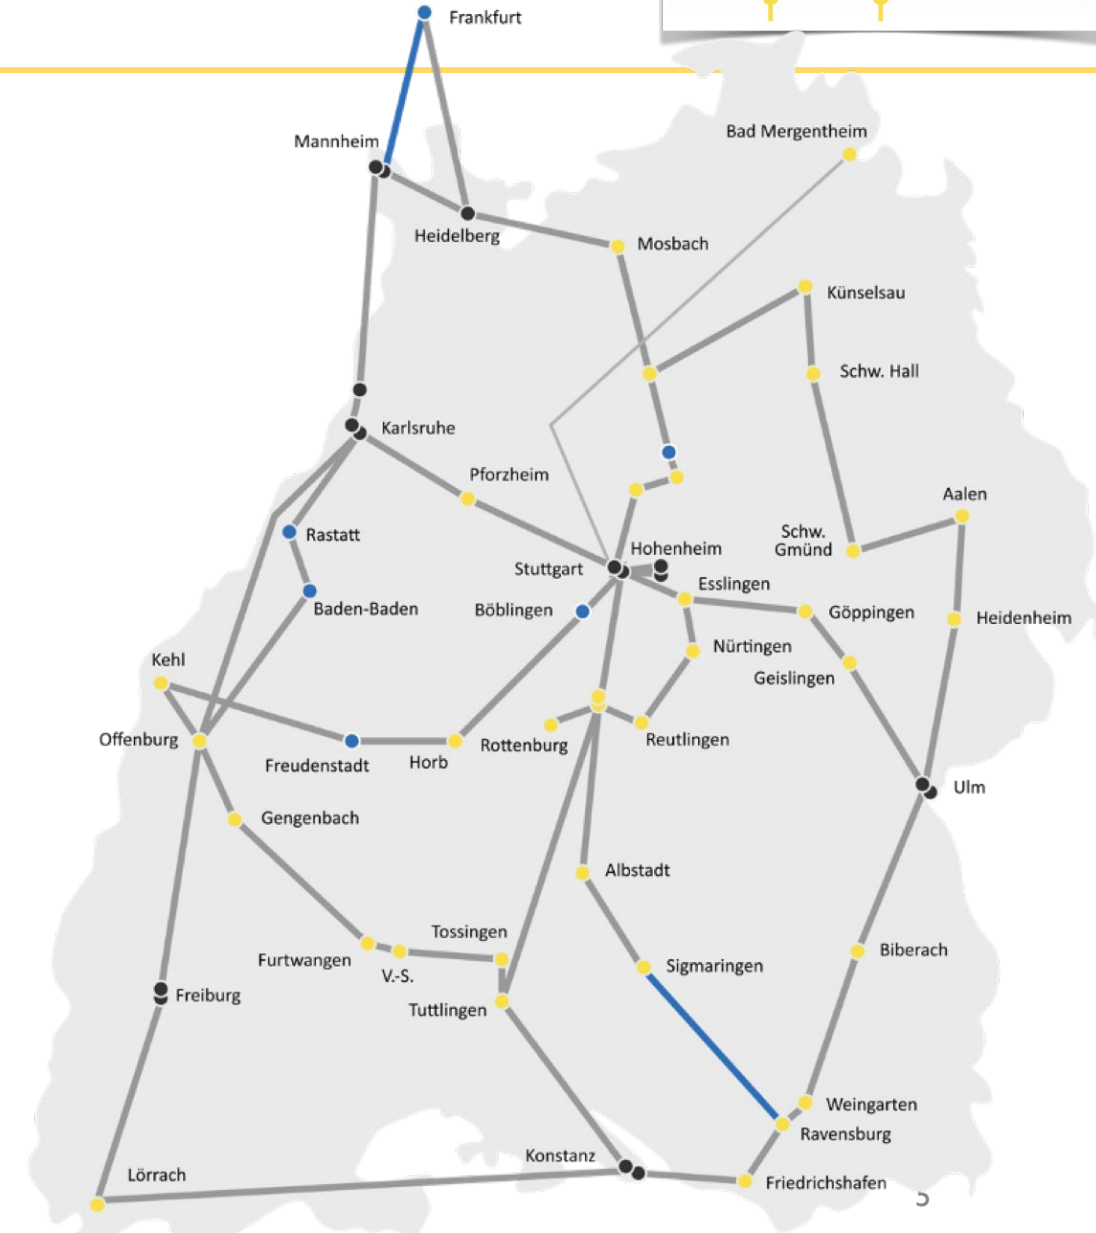 Frankfurt
Bad Mergentheim
Mannheim
Heidelberg
Mosbach
Künselsau
Schw. Hall
Karlsruhe
Pforzheim
Aalen
Schw.
Gmünd
Rastatt
Hohenheim
Stuttgart
Esslingen
Baden-Baden
Böblingen
Göppingen
Heidenheim
Nürtingen
Kehl
Geislingen
Offenburg
Rottenburg
Reutlingen
Freudenstadt
Horb
Ulm
Gengenbach
Albstadt
Tossingen
Furtwangen
V.-S.
Sigmaringen
Biberach
Freiburg
Tuttlingen
Weingarten
Ravensburg
Konstanz
Lörrach
Friedrichshafen
5